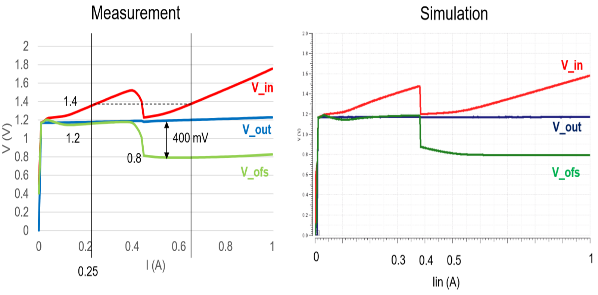 Measurement
Simulation
2
1.8
1.6
1.4
1.2
1
0.8
0.6
0.4
0.2
0
V (V)
1.4
1.2
0.8
400 mV
V_in
V_out
V_ofs
0 0.2 0.4 0.6 0.8 1
0.25
I (A)
V_in
V_out
V_ofs
0 0.3 0.4 0.5 1
Iin (A)